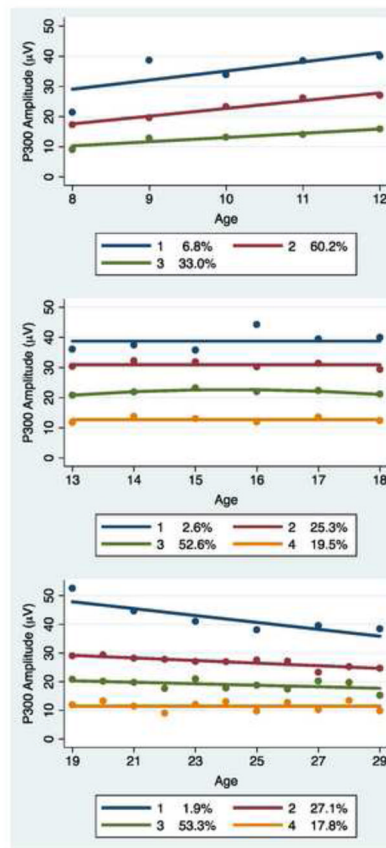 P300 Amplitude (µV)
50
40
30
20
10
0
8 9 10 11 12
Age
1 6.8% 2 60.2%
3 33.0%
P300 Amplitude (µV)
50
40
30
20
10
0
13 14 15 16 17 18
Age
1 2.6% 2 25.3%
3 52.6% 4 19.5%
P300 Amplitude (µV)
50
40
30
20
10
0
19 21 23 25 27 29
Age
1 1.9% 2 27.1%
3 53.3% 4 17.8%